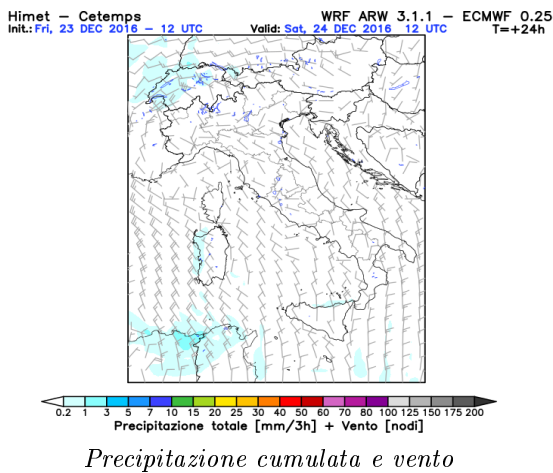 Himet – Cetemps WRF ARW 3.1.1 – ECMWF 0.25
Init.: Fri, 23 DEC 2016 – 12 UTC Valid: Sat, 24 DEC 2016 12 UTC T=+24h
0.2 1 3 5 7 10 15 20 25 30 40 50 60 70 80 100 125 150 175 200
Precipitazione totale [mm/3h] + Vento [nodi]
Precipitazione cumulata e vento